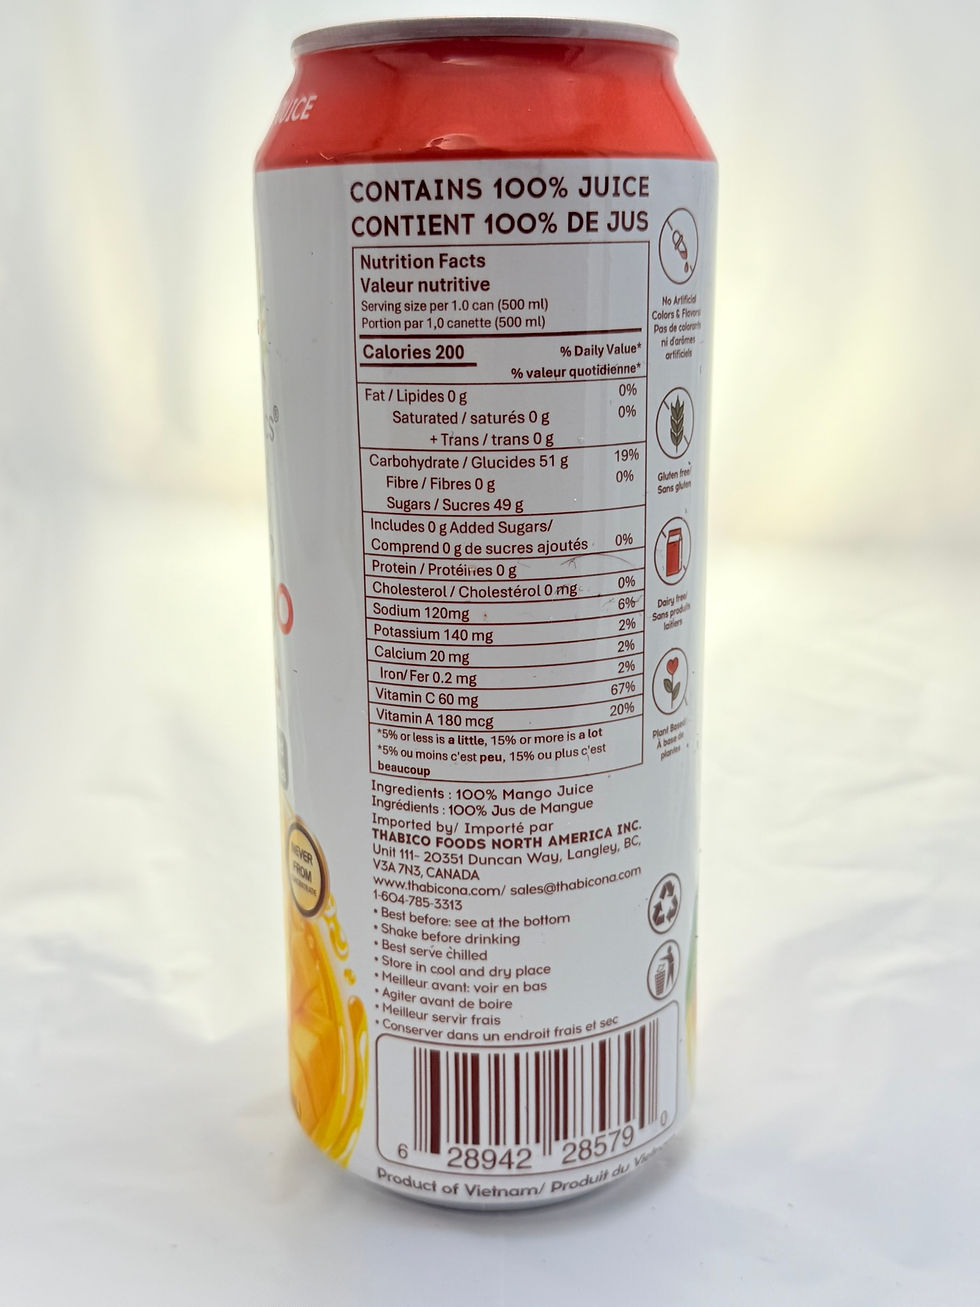 JUICE
CONTAINS 100% JUICE
CONTIENT 100% DE JUS
Nutrition Facts
Valeur nutritive
Serving size per 1.0 can (500 ml)
Portion par 1,0 canette (500 ml)
Calories 200
% Daily Value*
% valeur quotidienne*
Fat / Lipides 0 g 0%
Saturated / saturés 0 g 0%
+ Trans / trans 0 g
Carbohydrate / Glucides 51 g 19%
Fibre / Fibres 0 g 0%
Sugars / Sucres 49 g
Includes 0 g Added Sugars/
Comprend 0 g de sucres ajoutés 0%
Protein / Protéines 0 g
Cholesterol / Cholestérol 0 mg 0%
Sodium 120mg 6%
Potassium 140 mg 2%
Calcium 20 mg 2%
Iron/Fer 0.2 mg 2%
Vitamin C 60 mg 67%
Vitamin A 180 mcg 20%
*5% or less is a little, 15% or more is a lot
*5% ou moins c'est peu, 15% ou plus c'est
beaucoup
Ingredients : 100% Mango Juice
Ingrédients : 100% Jus de Mangue
Imported by/ Importé par
THABICO FOODS NORTH AMERICA INC.
Unit 111- 20351 Duncan Way, Langley, BC,
V3A 7N3, CANADA
www.thabicona.com/ sales@thabicona.com
1-604-785-3313
• Best before: see at the bottom
• Shake before drinking
• Best serve chilled
• Store in cool and dry place
• Meilleur avant: voir en bas
• Agiter avant de boire
• Meilleur servir frais
• Conserver dans un endroit frais et sec
6 28942 28579 0
Product of Vietnam/ Produit du
No Artificial
Colors & Flavors
Pas de colorants
ni d'arômes
artificiels
Gluten free/
Sans gluten
Dairy free/
Sans produits
laitiers
Plant Based/
À base de
plantes
NEVER
FROM